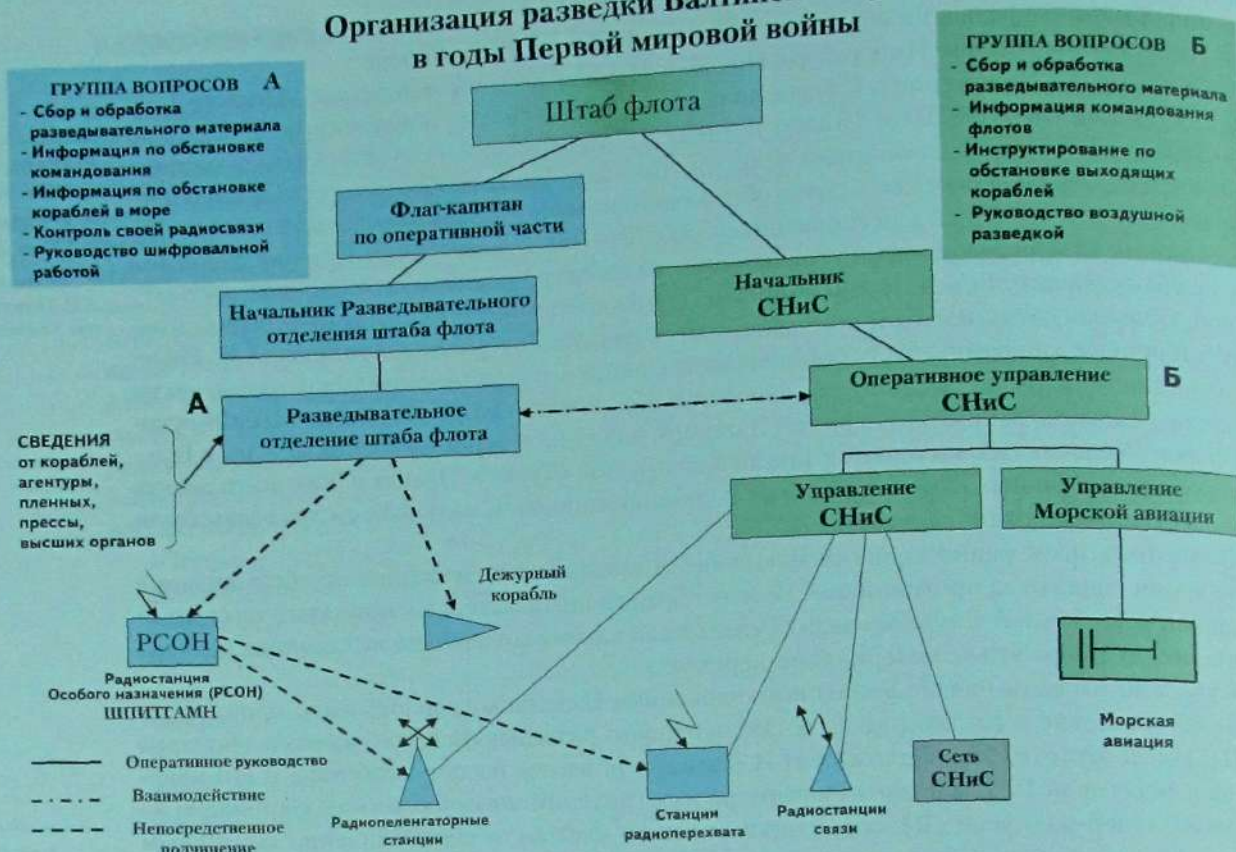 Организация разведки
в годы Первой мировой войны
ГРУППА ВОПРОСОВ А
- Сбор и обработка
разведывательного материала
- Информация по обстановке
командования
- Информация по обстановке
кораблей в море
- Контроль своей радиосвязи
- Руководство шифровальной
работой
ГРУППА ВОПРОСОВ Б
- Сбор и обработка
разведывательного материала
- Информация командования
флотов
- Инструктирование по
обстановке выходящих
кораблей
- Руководство воздушной
разведкой
Штаб флота
Флаг-капитан
по оперативной части
Начальник
СНиС
Начальник Разведывательного
отделения штаба флота
А
Разведывательное
отделение штаба флота
Оперативное управление
СНиС
Б
СВЕДЕНИЯ
от кораблей,
агентуры,
пленных,
прессы,
высших органов
Управление
СНиС
Управление
Морской авиации
Дежурный
корабль
РСОН
Радиостанция
Особого назначения (РСОН)
ШПИТГАМН
Морская
авиация
Сеть
СНиС
Радиопеленгаторные
станции
Станции
радиоперехвата
Радиостанции
связи
Оперативное руководство
Взаимодействие
Непосредственное
подчинение